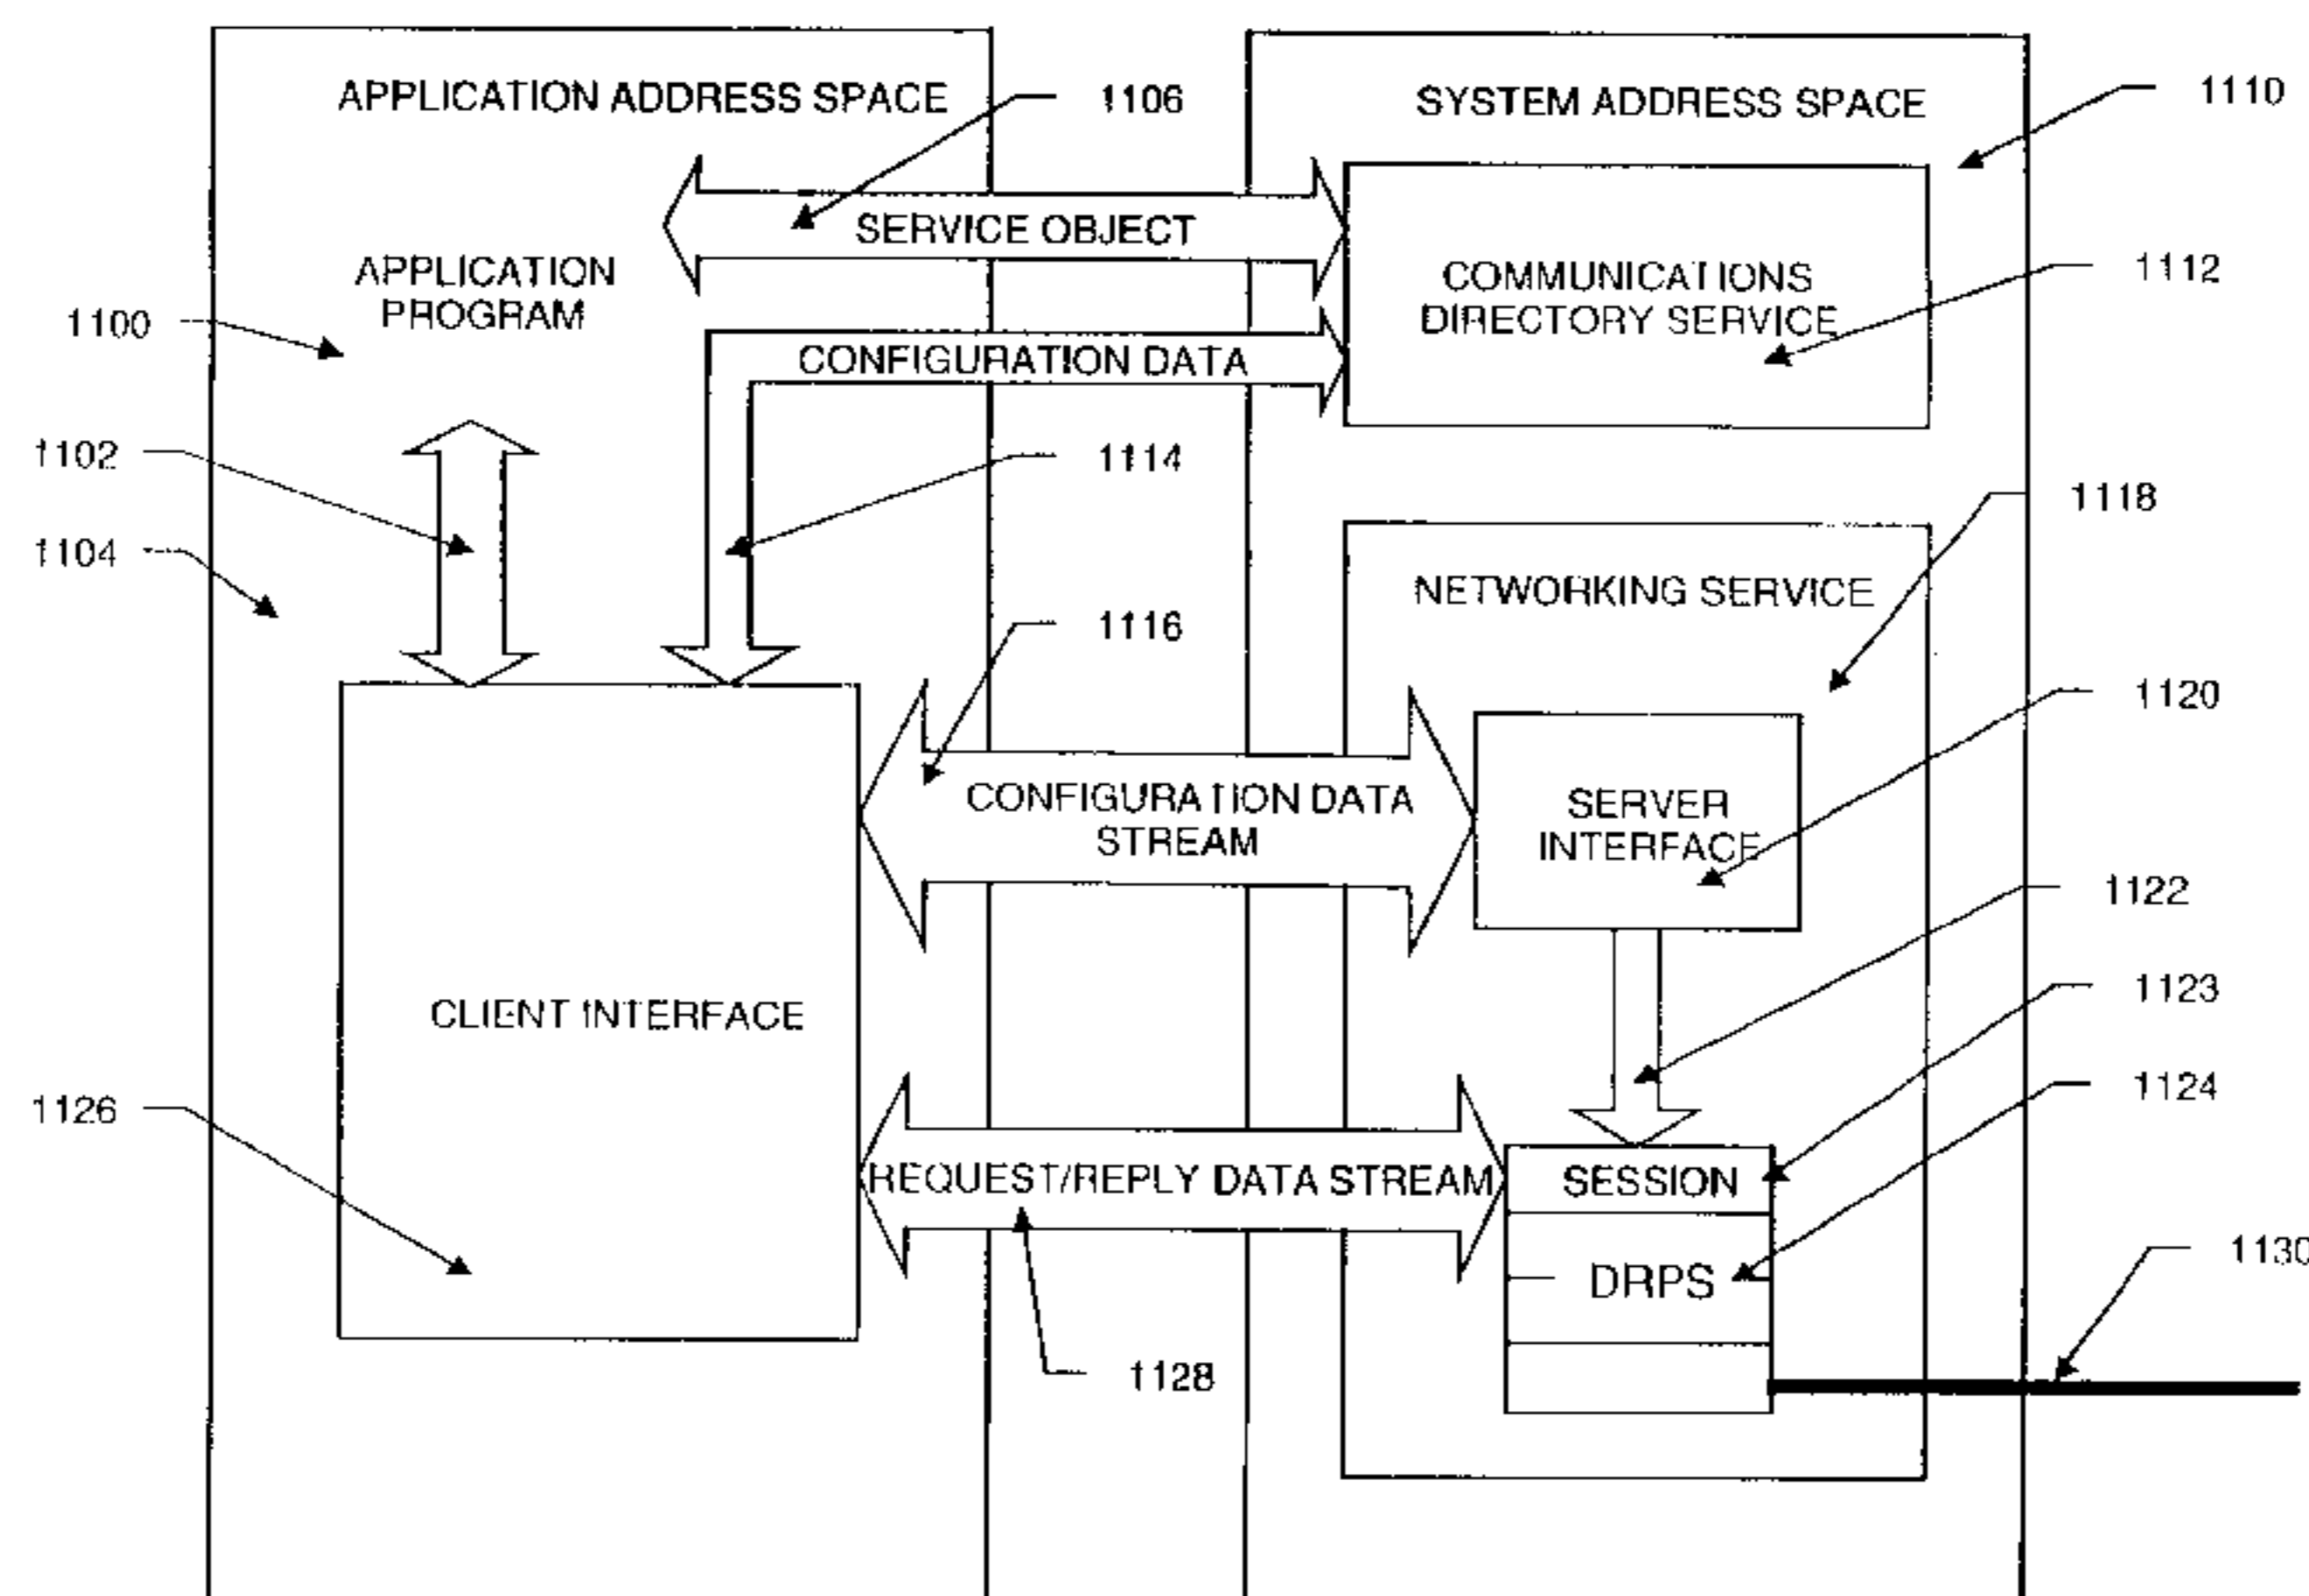 APPLICATION ADDRESS SPACE
1106
SYSTEM ADDRESS SPACE
1110
SERVICE OBJECT
APPLICATION
PROGRAM
COMMUNICATIONS
DIRECTORY SERVICE
1112
1100
CONFIGURATION DATA
1102
1114
1118
1104
NETWORKING SERVICE
1116
1120
CONFIGURATION DATA
STREAM
SERVER
INTERFACE
1122
1123
CLIENT INTERFACE
1124
1126
REQUEST/REPLY DATA STREAM
SESSION
DRPS
1130
1128